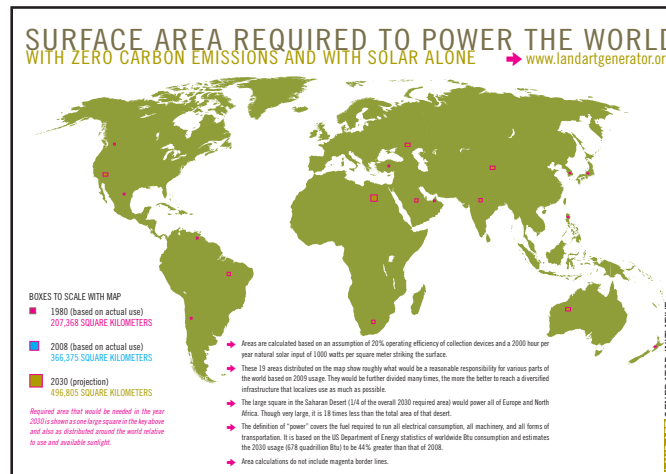 SURFACE AREA REQUIRED TO POWER THE WORLD
WITH ZERO CARBON EMISSIONS AND WITH SOLAR ALONE
www.landartgenerator.or
BOXES TO SCALE WITH MAP
1980 (based on actual use)
207,368 SQUARE KILOMETERS
2008 (based on actual use)
366,375 SQUARE KILOMETERS
2030 (projection)
496,805 SQUARE KILOMETERS
Required area that would be needed in the year
2030 is shown as one large square in the key above
and also as distributed around the world relative
to use and available sunlight.
Areas are calculated based on an assumption of 20% operating efficiency of collection devices and a 2000 hour per
year natural solar input of 1000 watts per square meter striking the surface.
These 19 areas distributed on the map show roughly what would be a reasonable responsibility for various parts of
the world based on 2009 usage. They would be further divided many times, the more the better to reach a diversified
infrastructure that localizes use as much as possible.
The large square in the Saharan Desert (1/4 of the overall 2030 required area) would power all of Europe and North
Africa. Though very large, it is 18 times less than the total area of that desert.
The definition of "power" covers the fuel required to run all electrical consumption, all machinery, and all forms of
transportation. It is based on the US Department of Energy statistics of worldwide Btu consumption and estimates
the 2030 usage (678 quadrillion Btu) to be 44% greater than that of 2008.
Area calculations do not include magenta border lines.